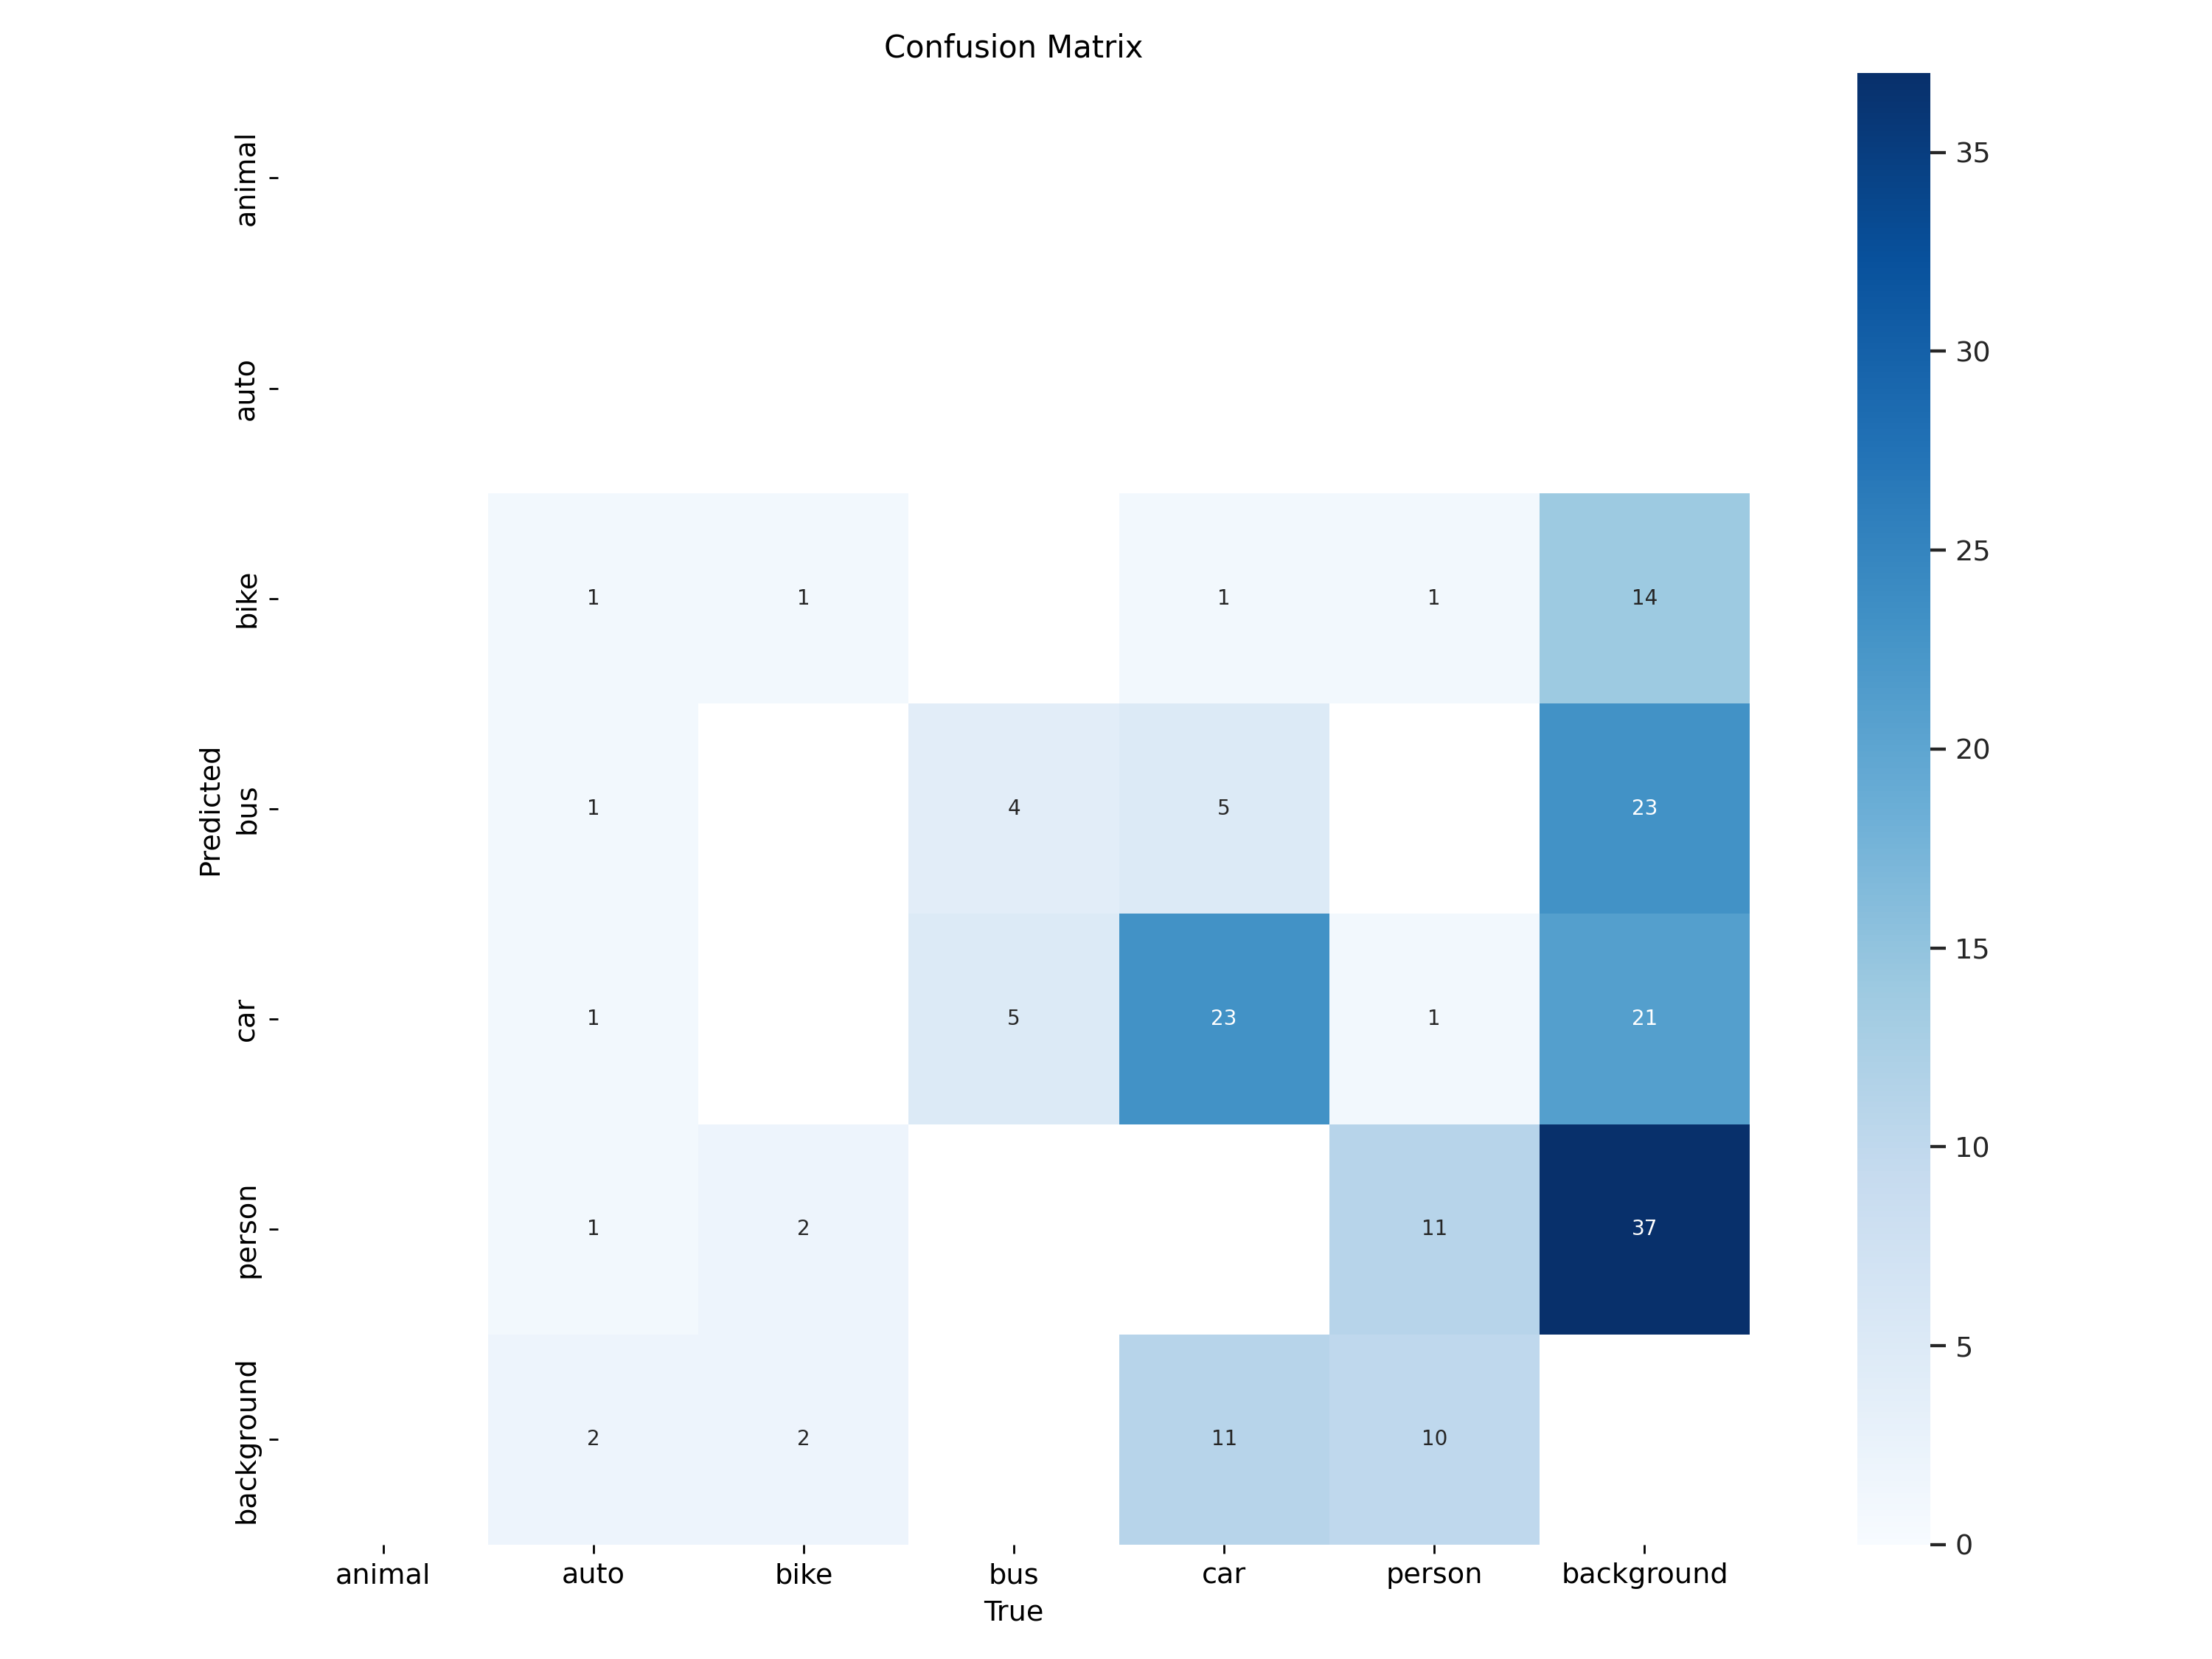 Confusion Matrix
animal
auto
bike
1 1 1 1 14
bus
1 4 5 23
car
1 5 23 1 21
person
1 2 11 37
background
2 2 11 10
Predicted
animal auto bike bus car person background
True
35
30
25
20
15
10
5
0